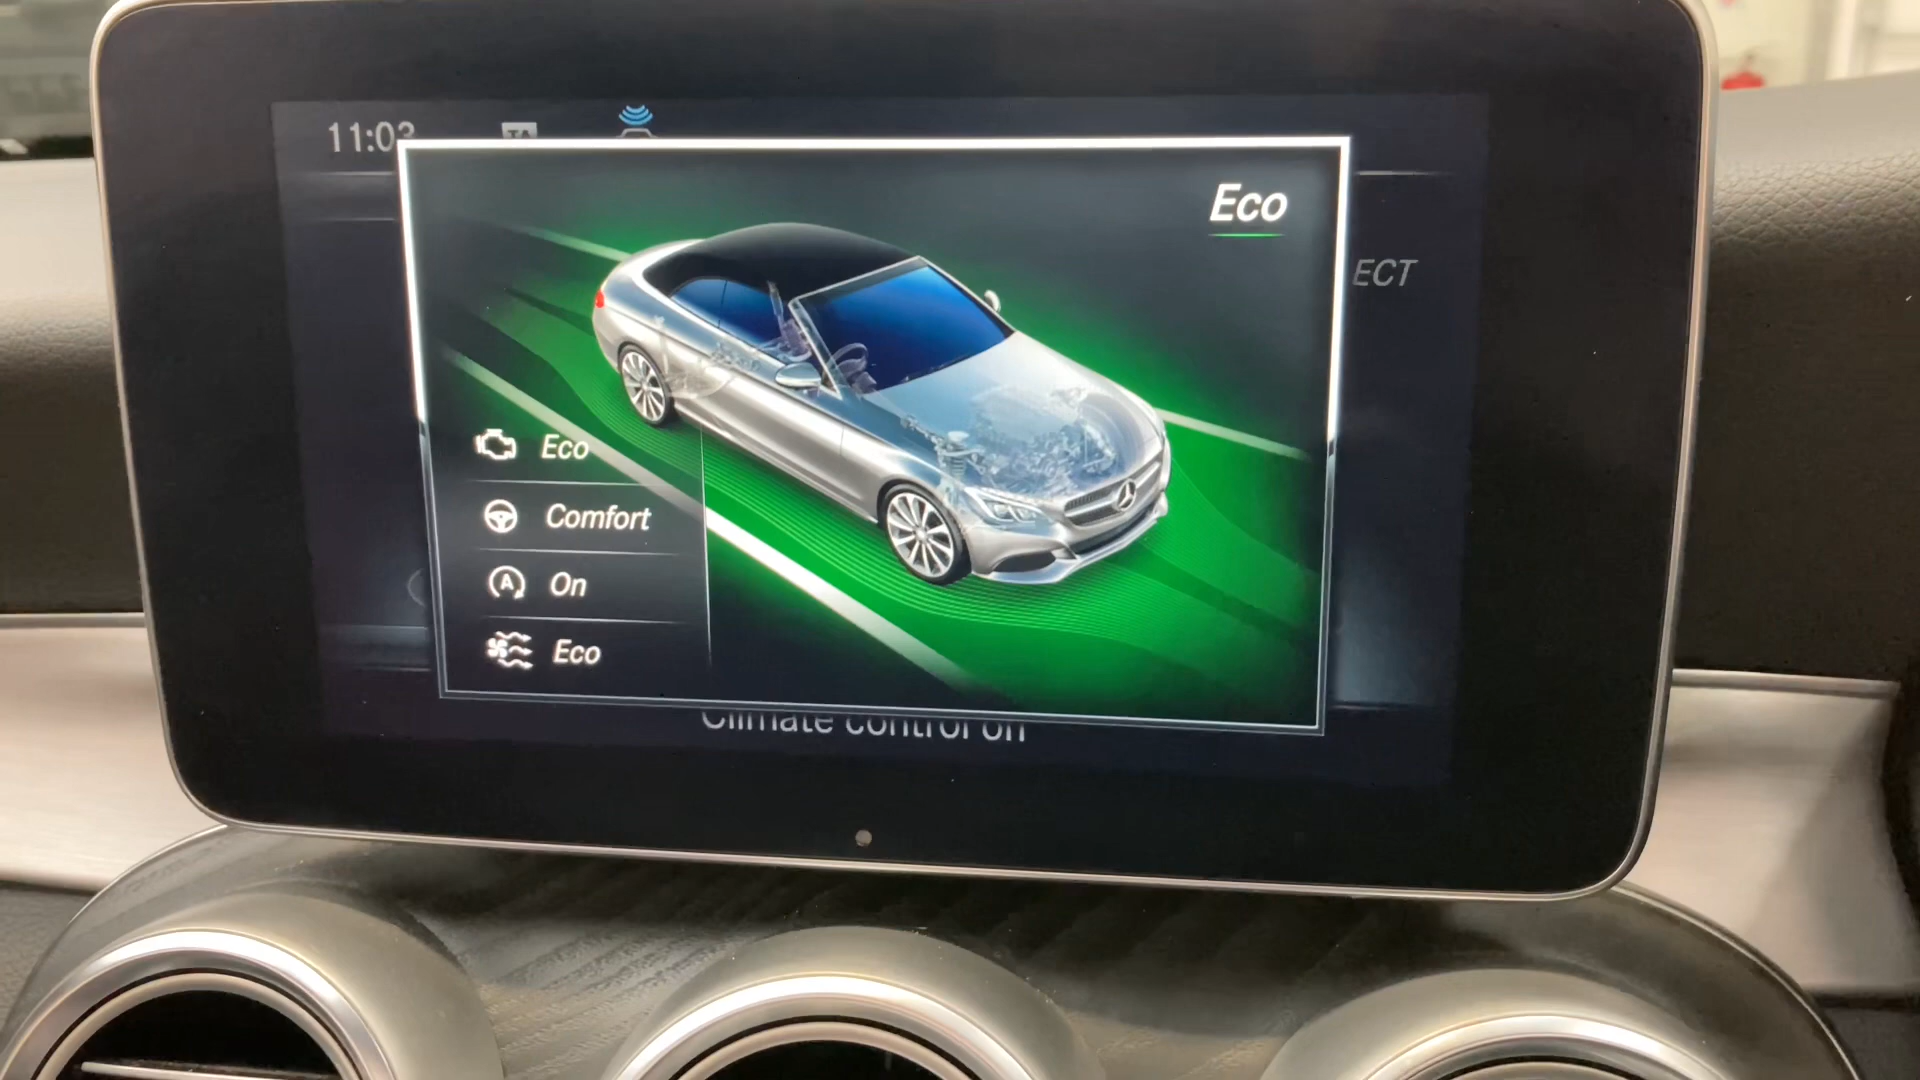 11:03
TA
Eco
ECT
Eco
Comfort
A On
Eco
Climate control on